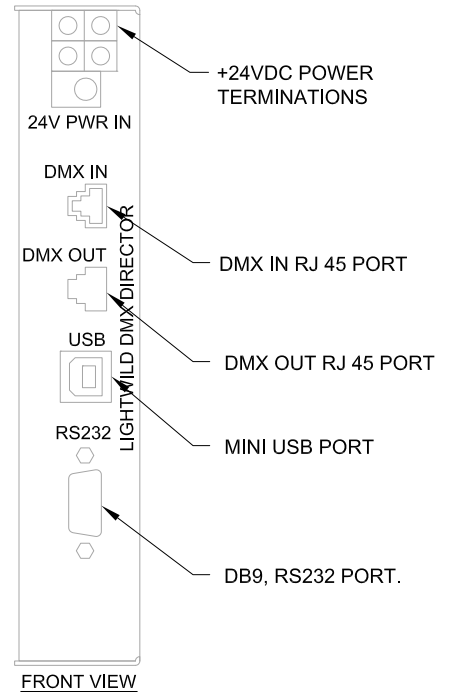 +24VDC POWER
TERMINATIONS
24V PWR IN
DMX IN
DMX IN RJ 45 PORT
DMX OUT
DMX OUT RJ 45 PORT
LIGHTWILD DMX DIRECTOR
USB
MINI USB PORT
RS232
DB9, RS232 PORT.
FRONT VIEW